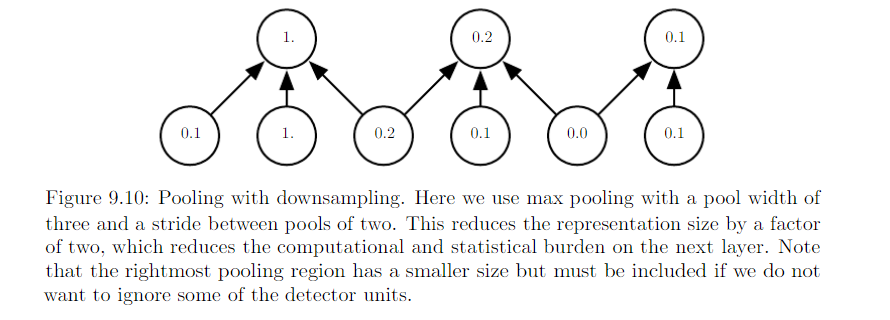 1. 0.2 0.1
0.1 1. 0.2 0.1 0.0 0.1
Figure 9.10: Pooling with downsampling. Here we use max pooling with a pool width of
three and a stride between pools of two. This reduces the representation size by a factor
of two, which reduces the computational and statistical burden on the next layer. Note
that the rightmost pooling region has a smaller size but must be included if we do not
want to ignore some of the detector units.